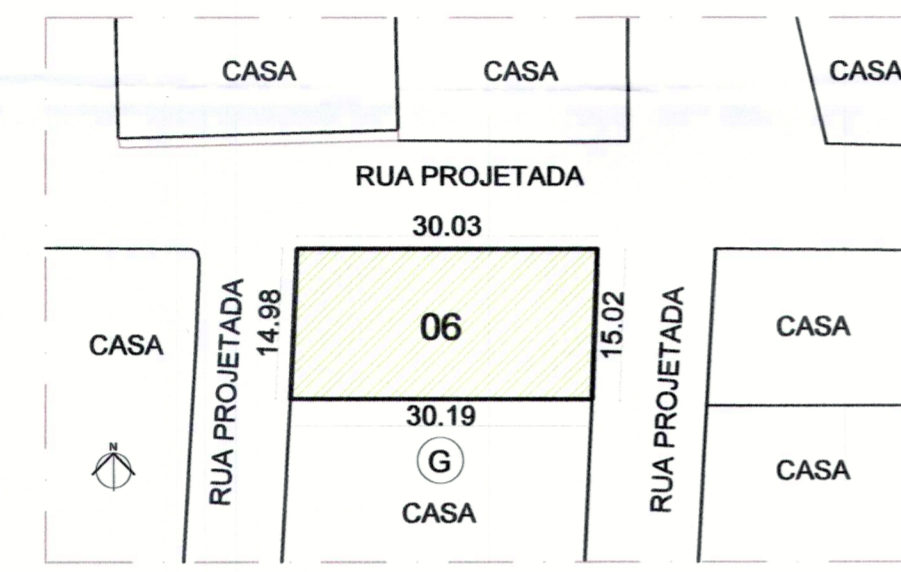 CASA
CASA
CASA
RUA PROJETADA
30.03
CASA
RUA PROJETADA
14.98
06
15.02
RUA PROJETADA
CASA
30.19
N
G
CASA
CASA